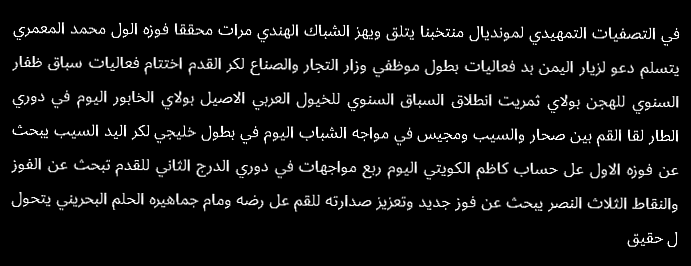 في التصفيات التمهيدي لمونديال منتخبنا يتلق ويهز الشباك الهندي مرات محققا فوزه الول محمد المعمري
يتسلم دعو لزيار اليمن بد فعاليات بطول موظفي وزار التجار والصناع لكر القدم اختتام فعاليات سباق ظفار
السنوي للهجن بولاي ثمريت انطلاق السباق السنوي للخيول العربي الاصيل بولاي الخابور اليوم في دوري
الطار لقا القم بين صحار والسيب ومجيس في مواجه الشباب اليوم في بطول خليجي لكر اليد السيب يبحث
عن فوزه الاول عل حساب كاظم الكويتي اليوم ربع مواجهات في دوري الدرج الثاني للقدم تبحث عن الفوز
والنقاط الثلاث النصر يبحث عن فوز جديد وتعزيز صدارته للقم عل رضه ومام جماهيره الحلم البحريني يتحول
ل حقيق